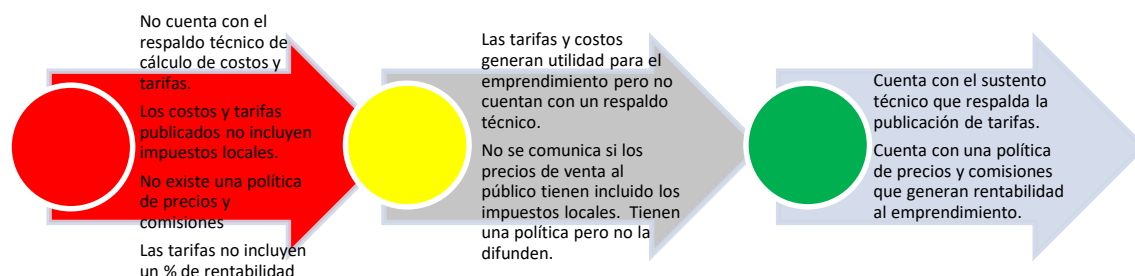 No cuenta con el
respaldo técnico de
cálculo de costos y
tarifas.
Los costos y tarifas
publicados no incluyen
impuestos locales.
No existe una política
de precios y
comisiones
Las tarifas no incluyen
un % de rentabilidad
Las tarifas y costos
generan utilidad para el
emprendimiento pero no
cuentan con un respaldo
técnico.
No se comunica si los
precios de venta al
público tienen incluido los
impuestos locales.  Tienen
una política pero no la
difunden.
Cuenta con el sustento
técnico que respalda la
publicación de tarifas.
Cuenta con una política
de precios y comisiones
que generan rentabilidad
al emprendimiento.